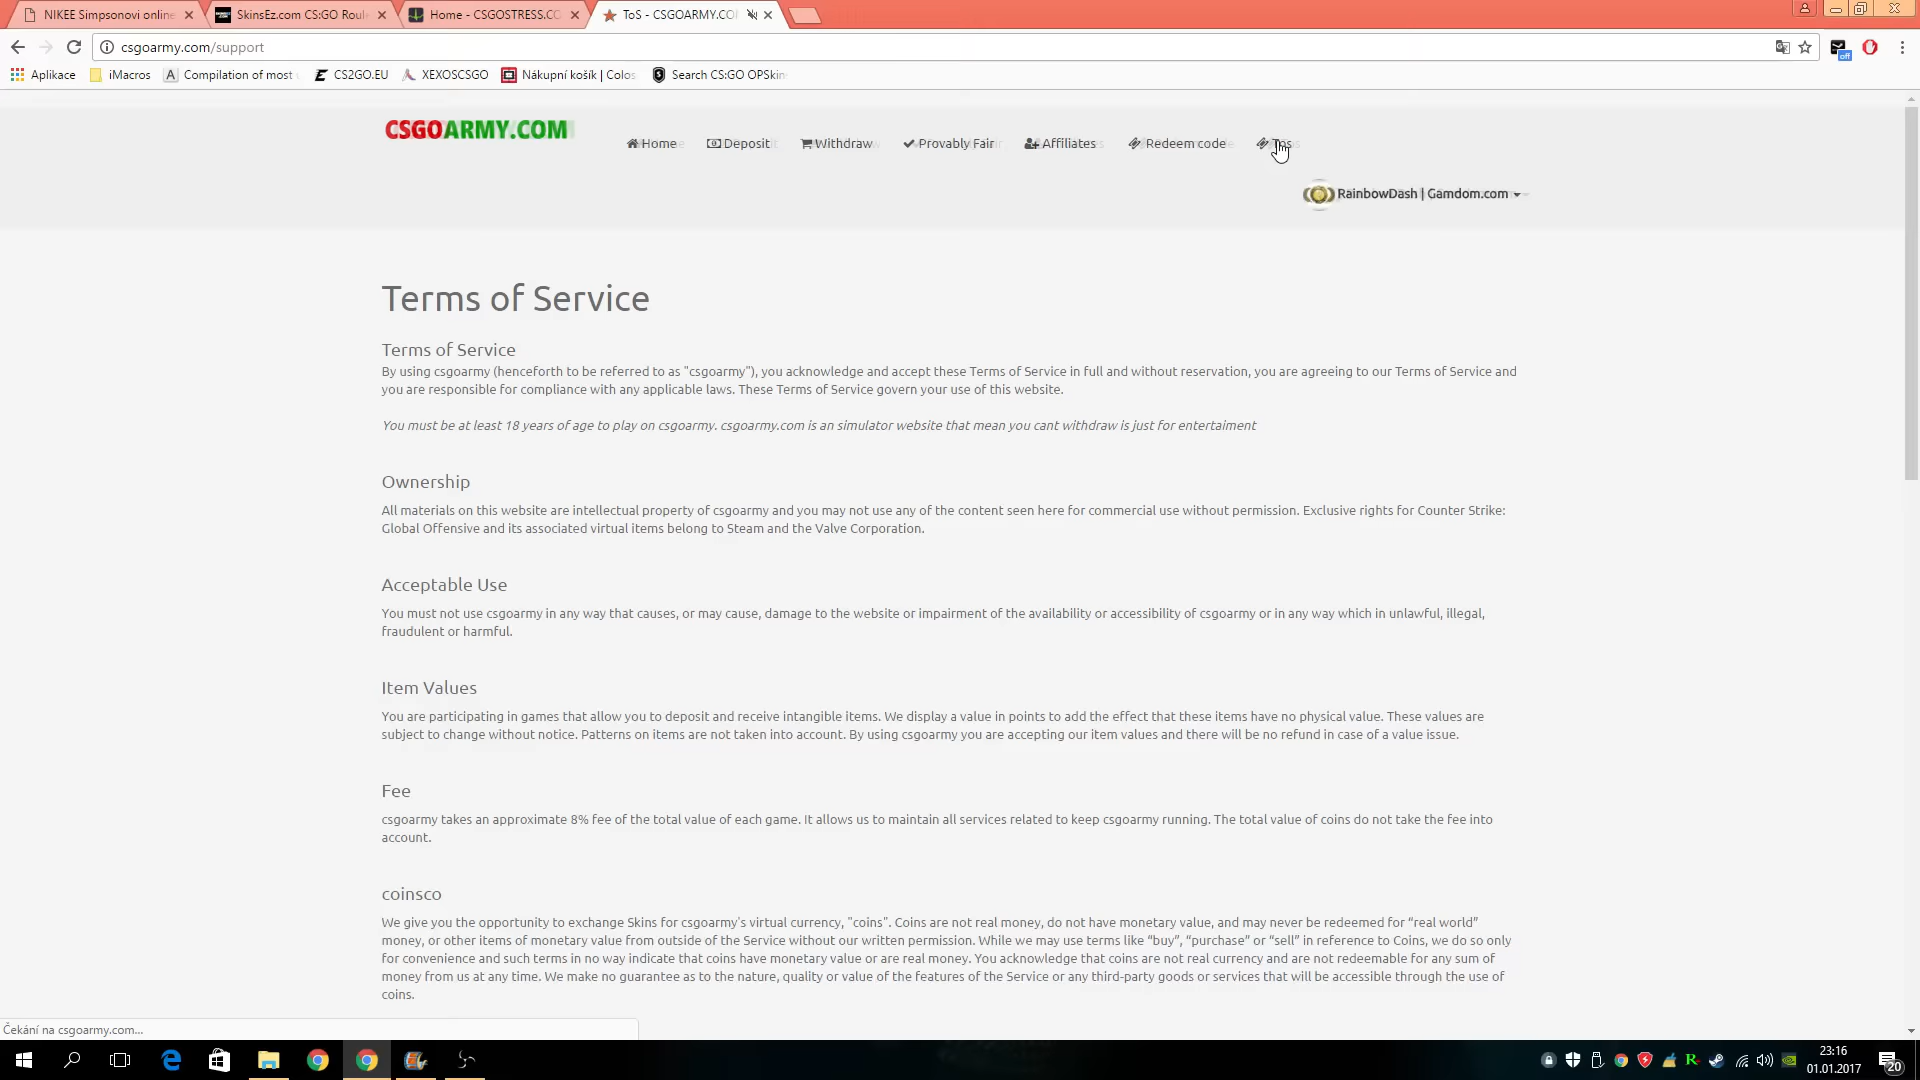 NIKEE Simpsonovi online
SkinsEz.com CS:GO Roul
Home - CSGOSTRESS.CO
ToS - CSGOARMY.CO
csgoarmy.com/support
off
Aplikace
iMacros
Compilation of most
CS2GO.EU
XEXOSCSGO
Nákupní košík | Colos
Search CS:GO OPSkin
CSGOARMY.COM
Home
Deposit
Withdraw
Provably Fair
Affiliates
Redeem code
Tos
RainbowDash | Gamdom.com
Terms of Service
Terms of Service
By using csgoarmy (henceforth to be referred to as "csgoarmy"), you acknowledge and accept these Terms of Service in full and without reservation, you are agreeing to our Terms of Service and
you are responsible for compliance with any applicable laws. These Terms of Service govern your use of this website.
You must be at least 18 years of age to play on csgoarmy. csgoarmy.com is an simulator website that mean you cant withdraw is just for entertaiment
Ownership
All materials on this website are intellectual property of csgoarmy and you may not use any of the content seen here for commercial use without permission. Exclusive rights for Counter Strike:
Global Offensive and its associated virtual items belong to Steam and the Valve Corporation.
Acceptable Use
You must not use csgoarmy in any way that causes, or may cause, damage to the website or impairment of the availability or accessibility of csgoarmy or in any way which in unlawful, illegal,
fraudulent or harmful.
Item Values
You are participating in games that allow you to deposit and receive intangible items. We display a value in points to add the effect that these items have no physical value. These values are
subject to change without notice. Patterns on items are not taken into account. By using csgoarmy you are accepting our item values and there will be no refund in case of a value issue.
Fee
csgoarmy takes an approximate 8% fee of the total value of each game. It allows us to maintain all services related to keep csgoarmy running. The total value of coins do not take the fee into
account.
coinsco
We give you the opportunity to exchange Skins for csgoarmy's virtual currency, "coins". Coins are not real money, do not have monetary value, and may never be redeemed for “real world”
money, or other items of monetary value from outside of the Service without our written permission. While we may use terms like “buy”, “purchase” or “sell” in reference to Coins, we do so only
for convenience and such terms in no way indicate that coins have monetary value or are real money. You acknowledge that coins are not real currency and are not redeemable for any sum of
money from us at any time. We make no guarantee as to the nature, quality or value of the features of the Service or any third-party goods or services that will be accessible through the use of
coins.
Čekání na csgoarmy.com...
23:16
01.01.2017
20